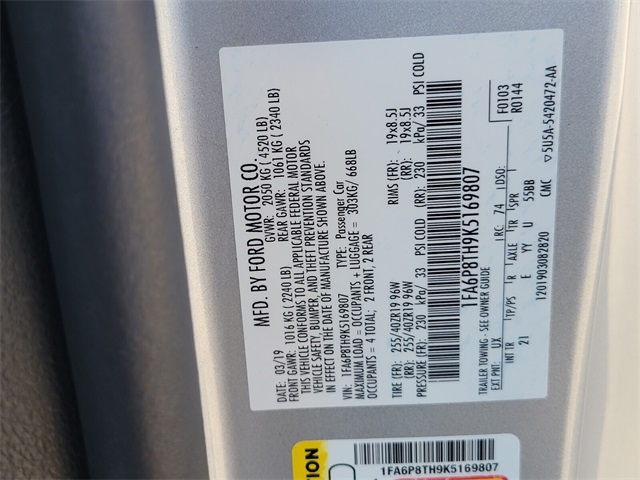 MFD. BY FORD MOTOR CO.
DATE: 03/19 GVWR: 2050 KG ( 4520 LB)
FRONT GAWR: 1016 KG (2240 LB) REAR GAWR: 1061 KG ( 2340 LB)
THIS VEHICLE CONFORMS TO ALL APPLICABLE FEDERAL MOTOR
VEHICLE SAFETY, BUMPER, AND THEFT PREVENTION STANDARDS
IN EFFECT ON THE DATE OF MANUFACTURE SHOWN ABOVE.
VIN: 1FA6P8TH9K5169807 TYPE: Passenger Car
MAXIMUM LOAD = OCCUPANTS + LUGGAGE = 303KG/ 668LB
OCCUPANTS = 4 TOTAL; 2 FRONT, 2 REAR
TIRE (FR): 255/40ZR19 96W RIMS (FR): 19x8.5J
(RR): 255/40ZR19 96W (RR): 19x8.5J
PRESSURE (FR): 230 kPa/ 33 PSI COLD (RR): 230 kPa/ 33 PSI COLD
1FA6P8TH9K5169807
TRAILER TOWING - SEE OWNER GUIDE
EXT PNT: UX RC: 74 DSO: F0103
R0144
INT TR TP/PS R AXLE TR SPR
21 E YY U 55BB
1201903082820 CMC ▽5U5A-5420472-AA
1FA6P8TH9K5169807